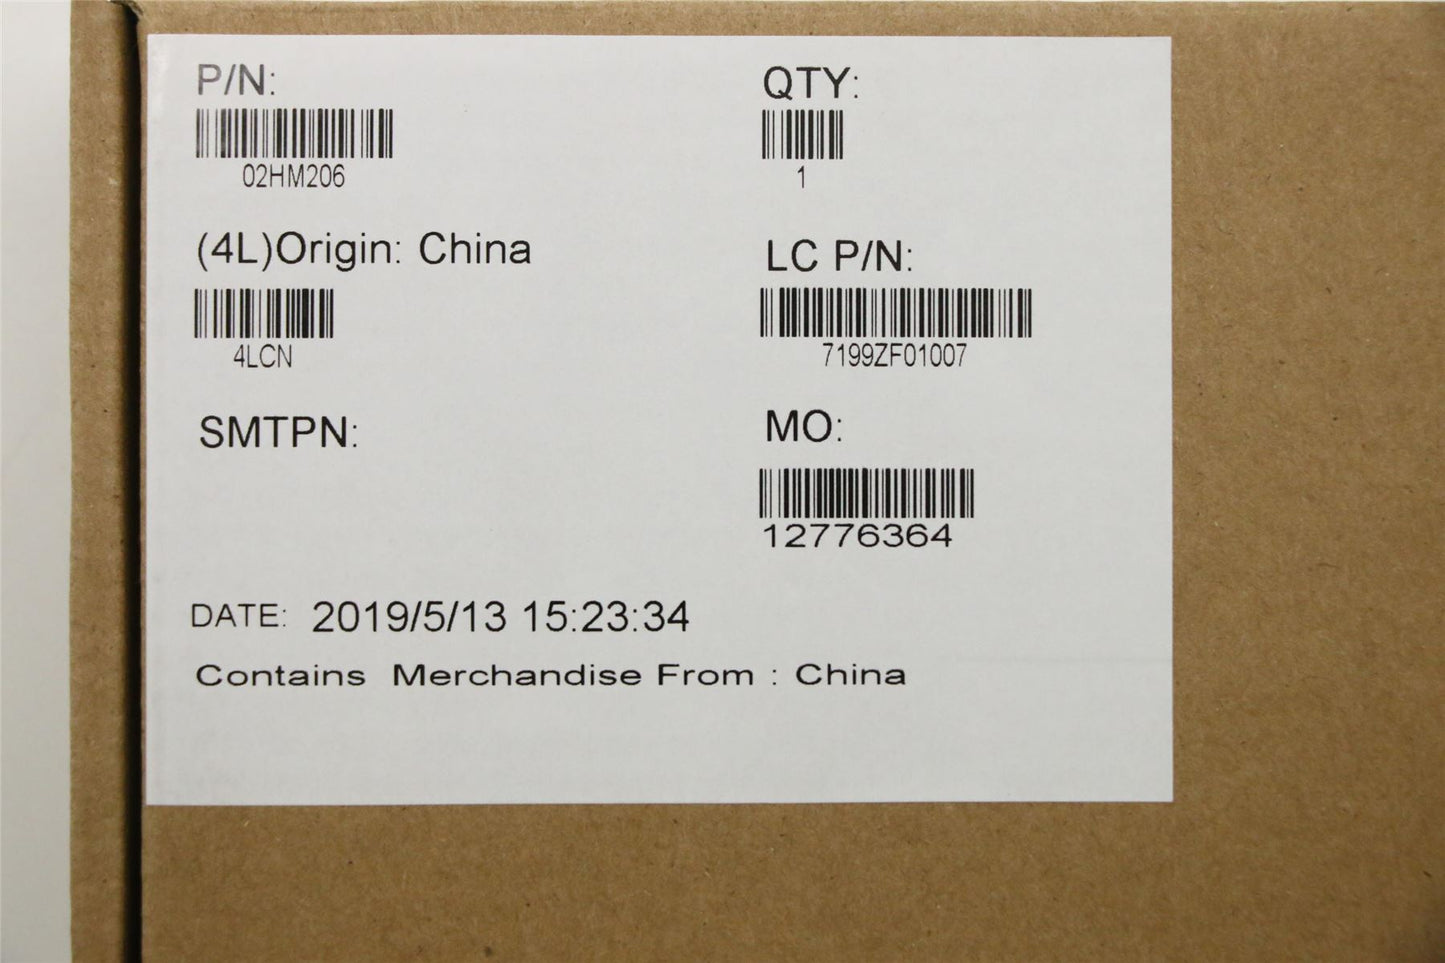 P/N:
02HM206
QTY:
1
(4L)Origin: China
4LCN
LC P/N:
7199ZF01007
SMTPN:
MO:
12776364
DATE: 2019/5/13 15:23:34
Contains Merchandise From : China